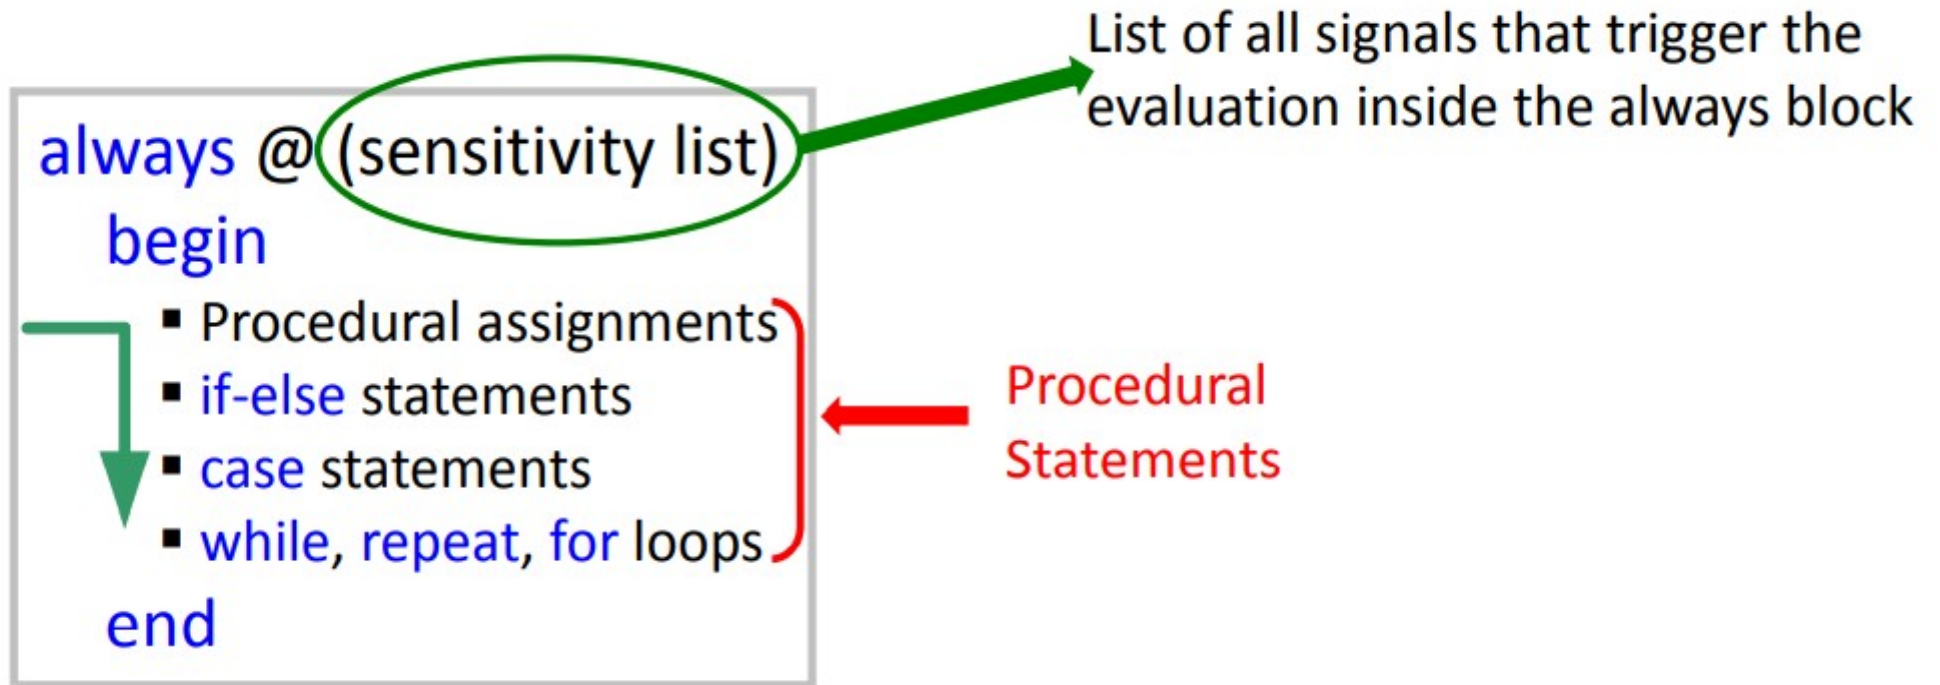 List of all signals that trigger the
evaluation inside the always block
always @ (sensitivity list)
begin
▪ Procedural assignments
▪ if-else statements
▪ case statements
▪ while, repeat, for loops
end
Procedural
Statements